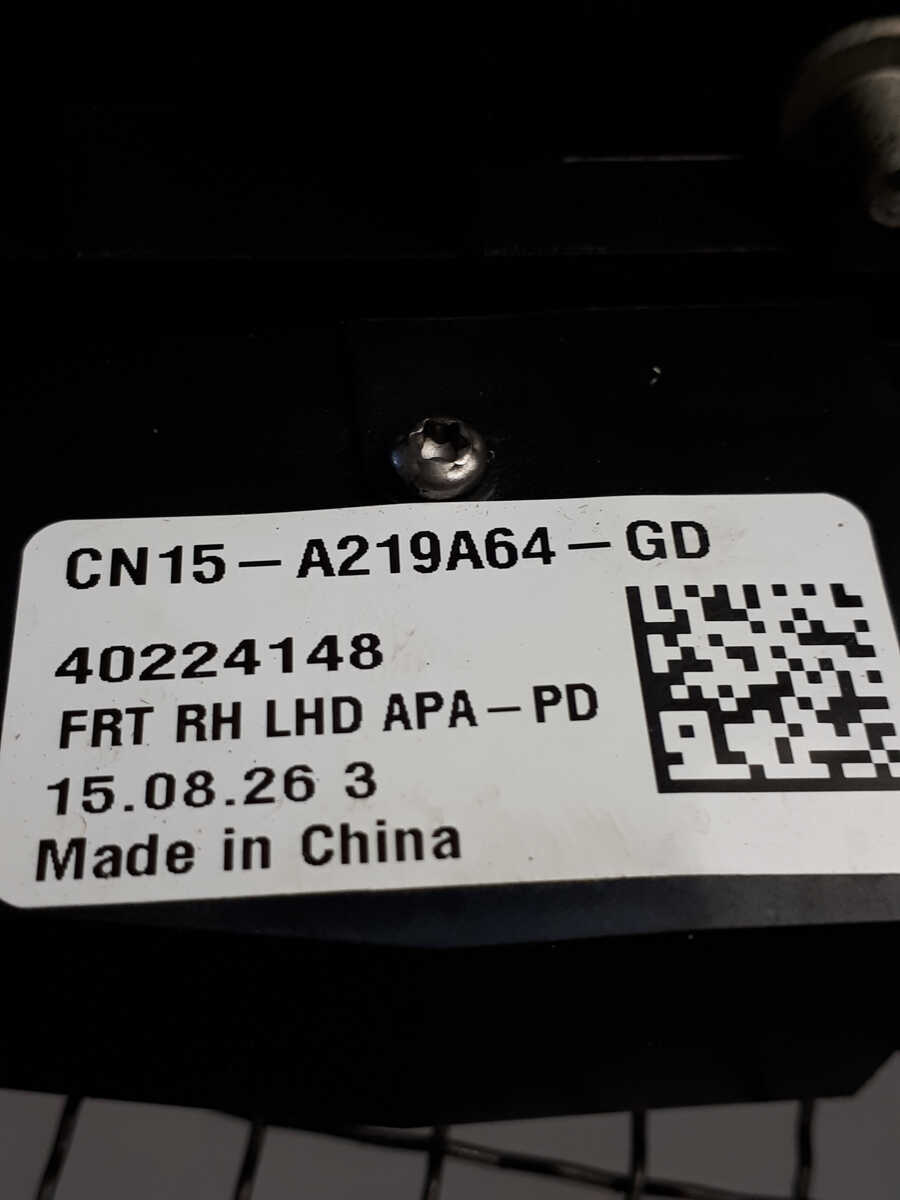 CN15-A219A64-GD
40224148
FRT RH LHD APA-PD
15.08.26 3
Made in China